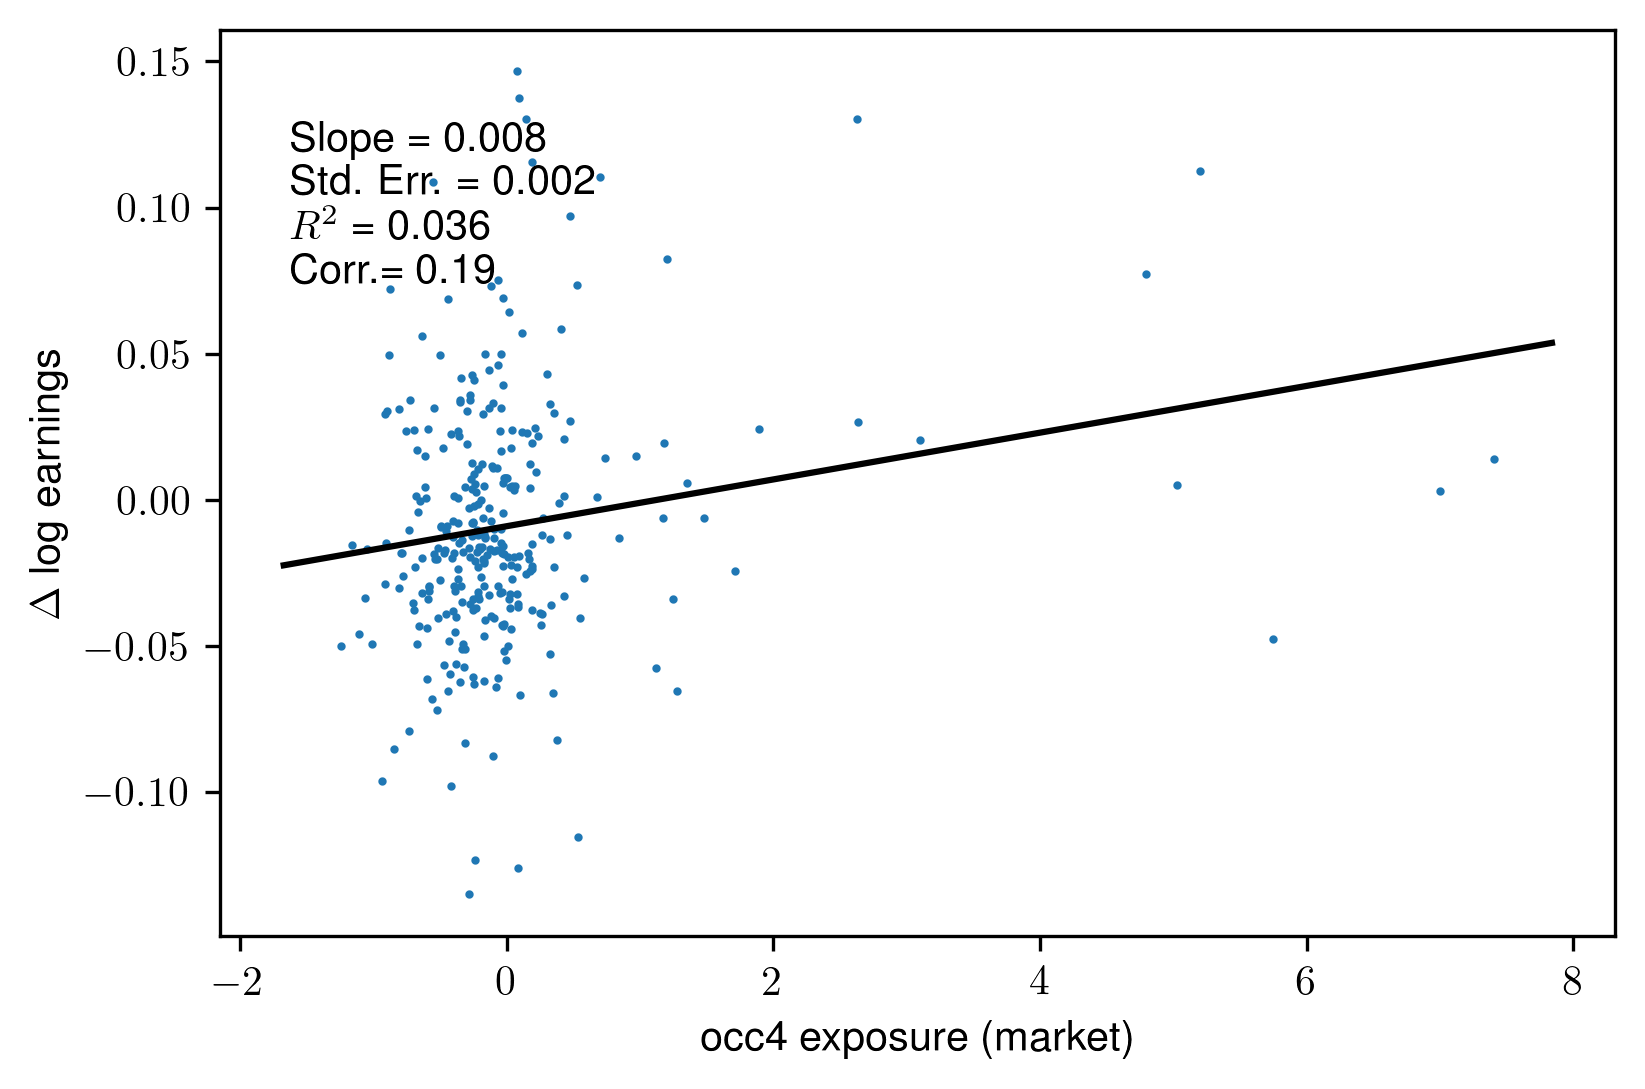 Slope = 0.008
Std. Err. = 0.002
R² = 0.036
Corr.= 0.19
0.15
0.10
0.05
0.00
−0.05
−0.10
Δ log earnings
−2 0 2 4 6 8
occ4 exposure (market)